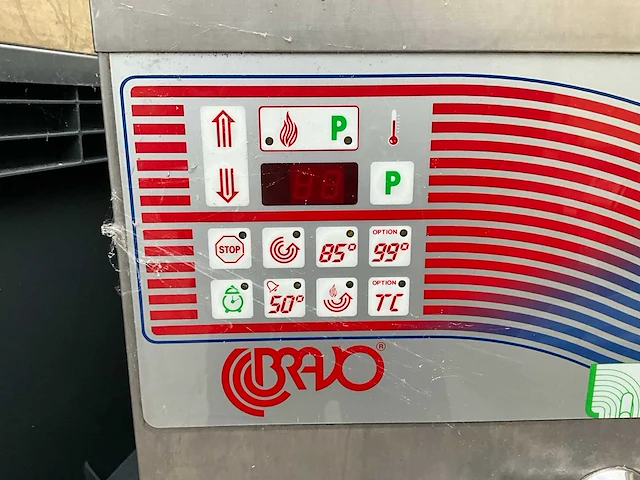 P
P
STOP
85°
OPTION
99°
50°
OPTION
TC
BRAVO®